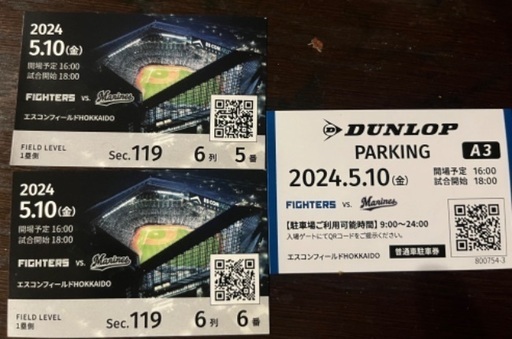 2024
5.10(金)
開場予定 16:00
試合開始 18:00
FIGHTERS vs. Marines
エスコンフィールドHOKKAIDO
FIELD LEVEL
1塁側
Sec. 119 6列 5番
2024
5.10(金)
開場予定 16:00
試合開始 18:00
FIGHTERS vs. Marines
エスコンフィールドHOKKAIDO
FIELD LEVEL
1塁側
Sec. 119 6列 6番
DUNLOP
PARKING A3
2024.5.10(金)
開場予定 16:00
試合開始 18:00
FIGHTERS vs. Marines
【駐車場ご利用可能時間】9:00~24:00
入場ゲートにてQRコードをご提示ください。
エスコンフィールドHOKKAIDO 普通車駐車券
800754-3